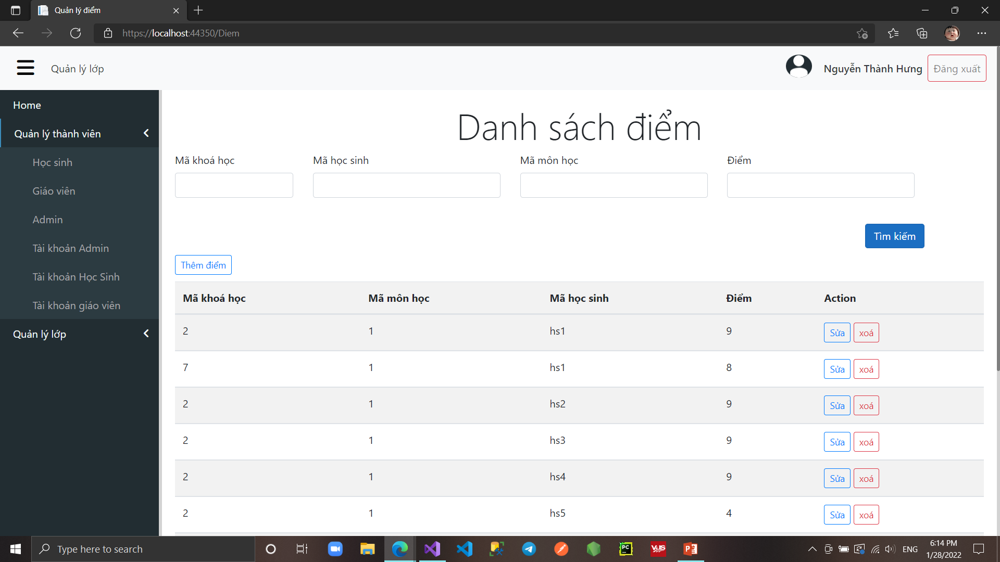 Quản lý điểm
https://localhost:44350/Diem
Quản lý lớp
Nguyễn Thành Hưng
Đăng xuất
Home
Quản lý thành viên
Học sinh
Giáo viên
Admin
Tài khoản Admin
Tài khoản Học Sinh
Tài khoản giáo viên
Quản lý lớp
Danh sách điểm
Mã khoá học Mã học sinh Mã môn học Điểm
Tìm kiếm
Thêm điểm
Mã khoá học Mã môn học Mã học sinh Điểm Action
2 1 hs1 9 Sửa xoá
7 1 hs1 8 Sửa xoá
2 1 hs2 9 Sửa xoá
2 1 hs3 9 Sửa xoá
2 1 hs4 9 Sửa xoá
2 1 hs5 4 Sửa xoá
Type here to search
PC
VUS
P
ENG
6:14 PM
1/28/2022